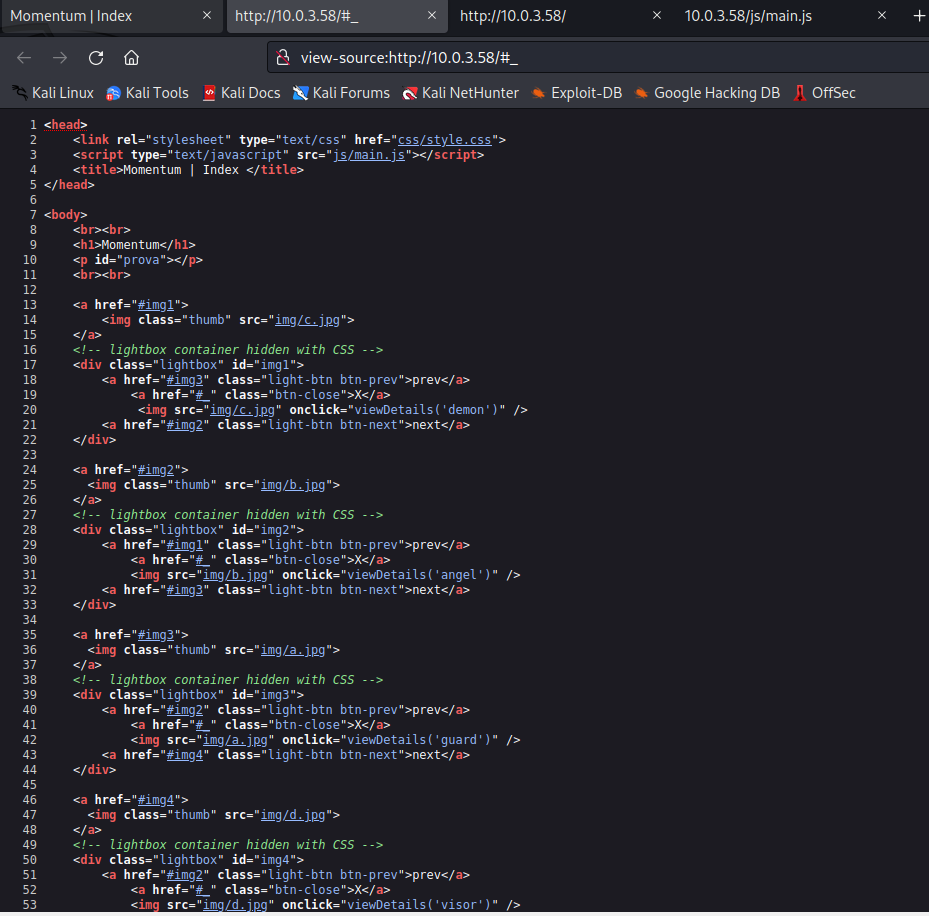 Momentum | Index
http://10.0.3.58/#_
http://10.0.3.58/
10.0.3.58/js/main.js
view-source:http://10.0.3.58/#_
Kali Linux Kali Tools Kali Docs Kali Forums Kali NetHunter Exploit-DB Google Hacking DB OffSec
1 <head>
2 <link rel="stylesheet" type="text/css" href="css/style.css">
3 <script type="text/javascript" src="js/main.js"></script>
4 <title>Momentum | Index </title>
5 </head>
6
7 <body>
8 <br><br>
9 <h1>Momentum</h1>
10 <p id="prova"></p>
11 <br><br>
12
13 <a href="#img1">
14 <img class="thumb" src="img/c.jpg">
15 </a>
16 <!-- lightbox container hidden with CSS -->
17 <div class="lightbox" id="img1">
18 <a href="#img3" class="light-btn btn-prev">prev</a>
19 <a href="#_" class="btn-close">X</a>
20 <img src="img/c.jpg" onclick="viewDetails('demon')" />
21 <a href="#img2" class="light-btn btn-next">next</a>
22 </div>
23
24 <a href="#img2">
25 <img class="thumb" src="img/b.jpg">
26 </a>
27 <!-- lightbox container hidden with CSS -->
28 <div class="lightbox" id="img2">
29 <a href="#img1" class="light-btn btn-prev">prev</a>
30 <a href="#_" class="btn-close">X</a>
31 <img src="img/b.jpg" onclick="viewDetails('angel')" />
32 <a href="#img3" class="light-btn btn-next">next</a>
33 </div>
34
35 <a href="#img3">
36 <img class="thumb" src="img/a.jpg">
37 </a>
38 <!-- lightbox container hidden with CSS -->
39 <div class="lightbox" id="img3">
40 <a href="#img2" class="light-btn btn-prev">prev</a>
41 <a href="#_" class="btn-close">X</a>
42 <img src="img/a.jpg" onclick="viewDetails('guard')" />
43 <a href="#img4" class="light-btn btn-next">next</a>
44 </div>
45
46 <a href="#img4">
47 <img class="thumb" src="img/d.jpg">
48 </a>
49 <!-- lightbox container hidden with CSS -->
50 <div class="lightbox" id="img4">
51 <a href="#img2" class="light-btn btn-prev">prev</a>
52 <a href="#_" class="btn-close">X</a>
53 <img src="img/d.jpg" onclick="viewDetails('visor')" />